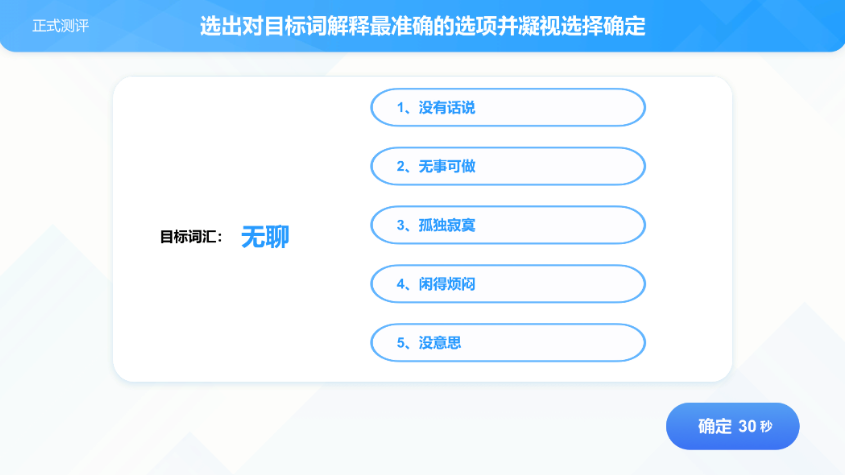 正式测评
选出对目标词解释最准确的选项并凝视选择确定
1、没有话说
2、无事可做
目标词汇： 无聊
3、孤独寂寞
4、闲得烦闷
5、没意思
确定 30 秒